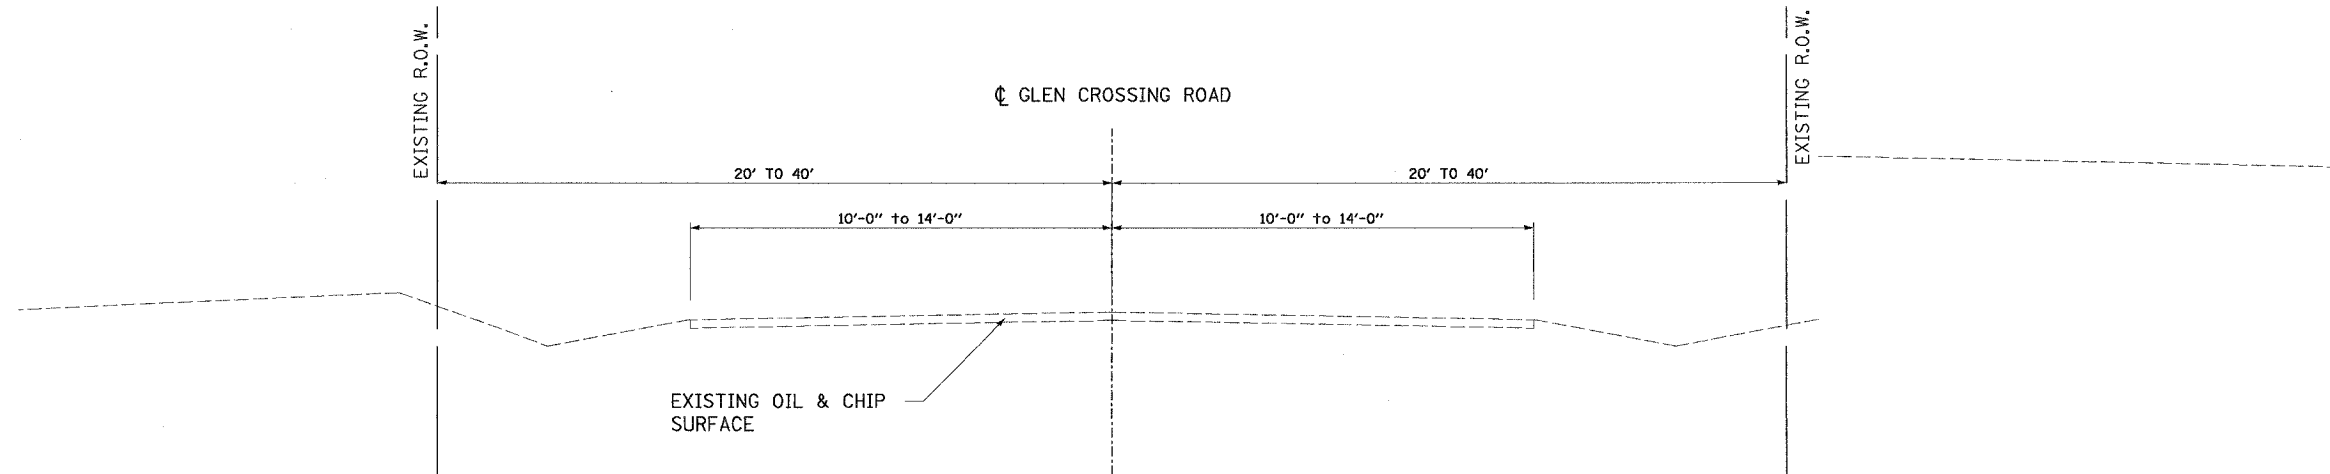 EXISTING R.O.W.
EXISTING R.O.W.
℄ GLEN CROSSING ROAD
20' TO 40'
20' TO 40'
10'-0" to 14'-0"
10'-0" to 14'-0"
EXISTING OIL & CHIP
SURFACE